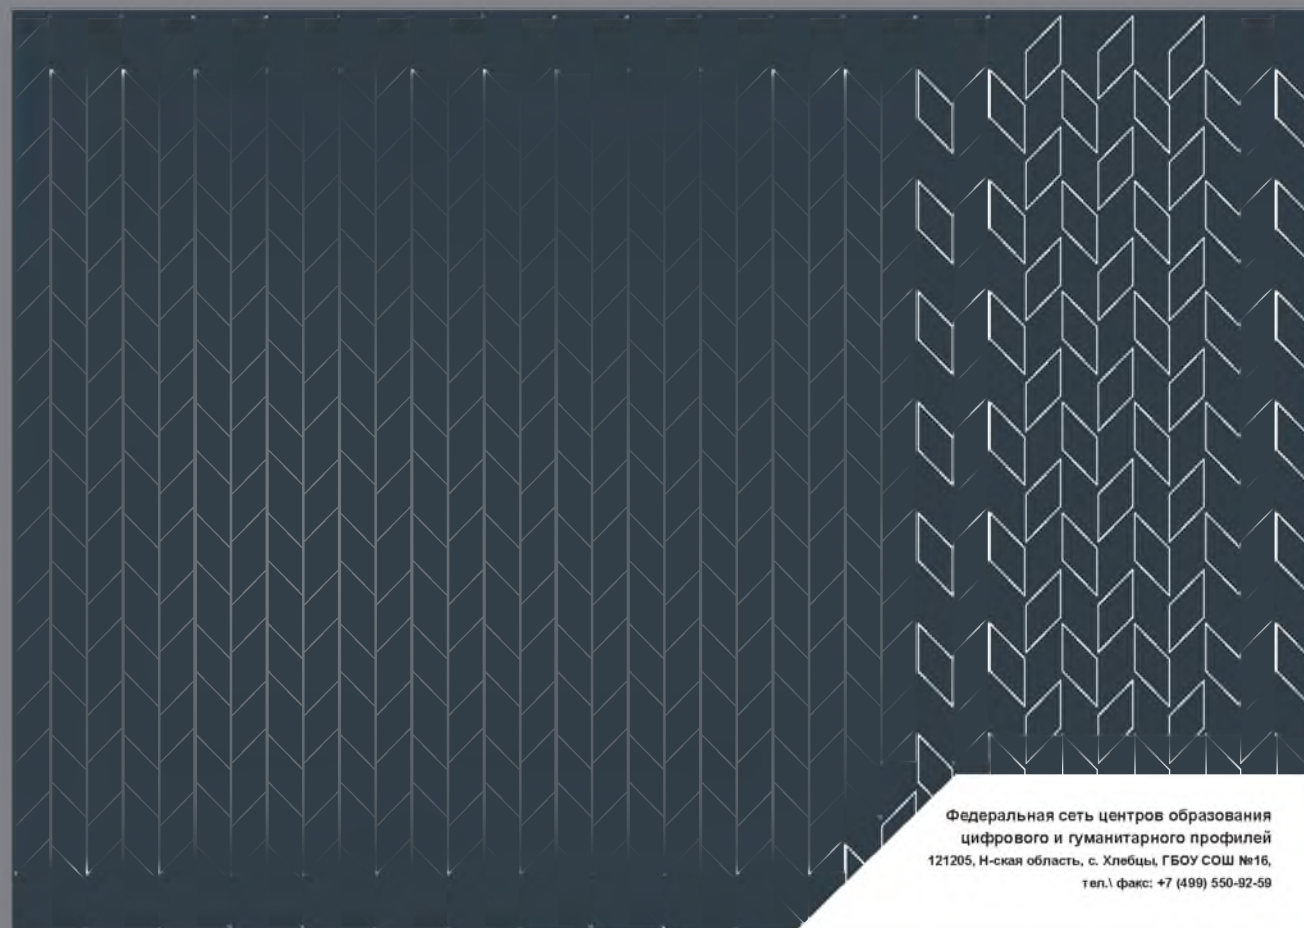 Федеральная сеть центров образования
цифрового и гуманитарного профилей
121205, Н-ская область, с. Хлебцы, ГБОУ СОШ №16,
тел.\ факс: +7 (499) 550-92-59